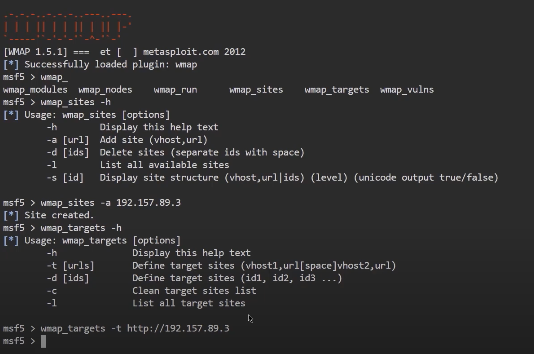 .-.-.-..-.-.-..---..---.
| | | || | | || | || |-'
`-----'`-'-'-'`-^-'`-'
[WMAP 1.5.1] ===  et [  ] metasploit.com 2012
[*] Successfully loaded plugin: wmap
msf5 > wmap_
wmap_modules  wmap_nodes    wmap_run      wmap_sites    wmap_targets  wmap_vulns
msf5 > wmap_sites -h
[*] Usage: wmap_sites [options]
        -h        Display this help text
        -a [url]  Add site (vhost,url)
        -d [ids]  Delete sites (separate ids with space)
        -l        List all available sites
        -s [id]   Display site structure (vhost,url|ids) (level) (unicode output true/false)
msf5 > wmap_sites -a 192.157.89.3
[*] Site created.
msf5 > wmap_targets -h
[*] Usage: wmap_targets [options]
        -h              Display this help text
        -t [urls]       Define target sites (vhost1,url[space]vhost2,url)
        -d [ids]        Define target sites (id1, id2, id3 ...)
        -c              Clean target sites list
        -l              List all target sites
msf5 > wmap_targets -t http://192.157.89.3
msf5 >